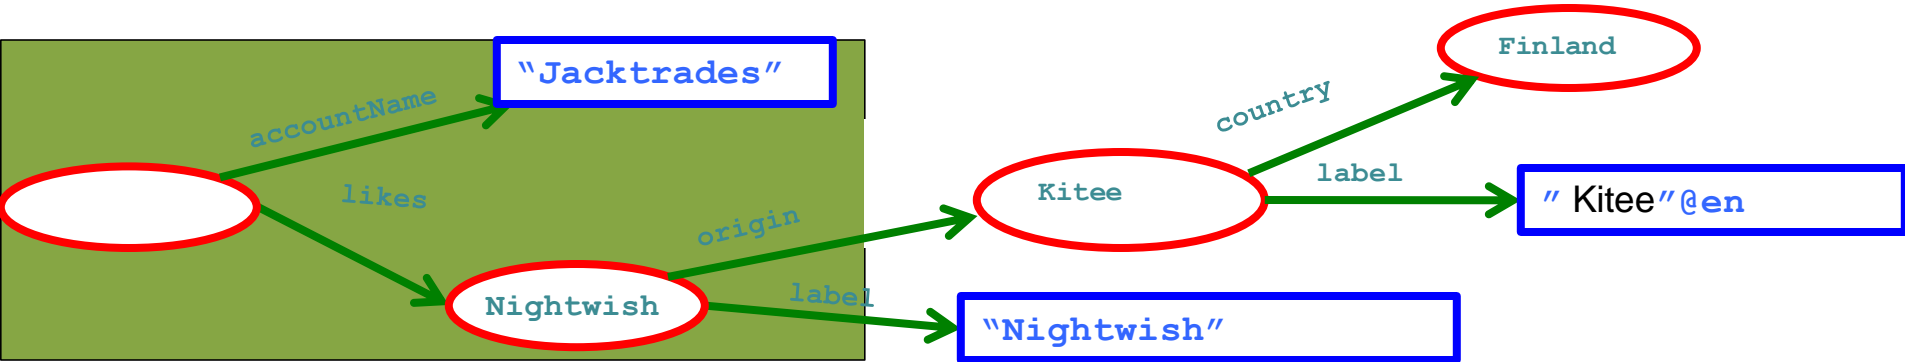 Finland
“Jacktrades”
country
accountName
label
likes
Kitee
” Kitee”@en
origin
label
Nightwish
“Nightwish”